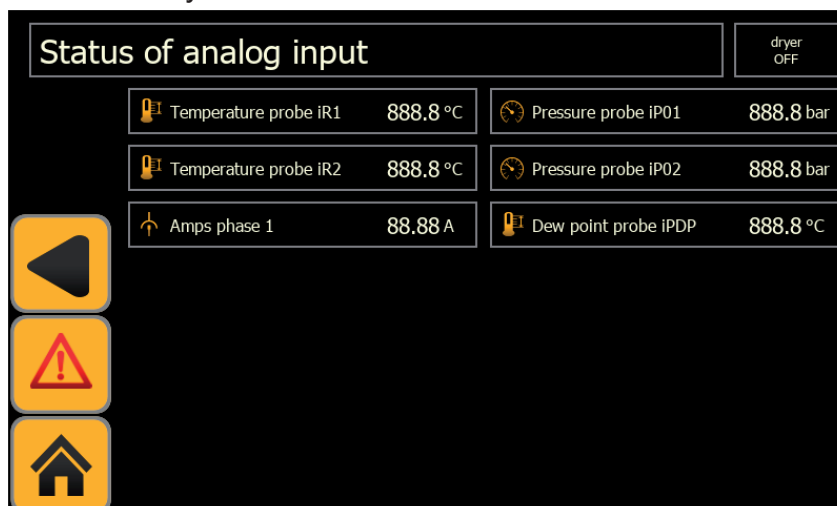 Status of analog input
dryer
OFF
Temperature probe iR1 888.8 °C
Pressure probe iP01 888.8 bar
Temperature probe iR2 888.8 °C
Pressure probe iP02 888.8 bar
Amps phase 1 88.88 A
Dew point probe iPDP 888.8 °C